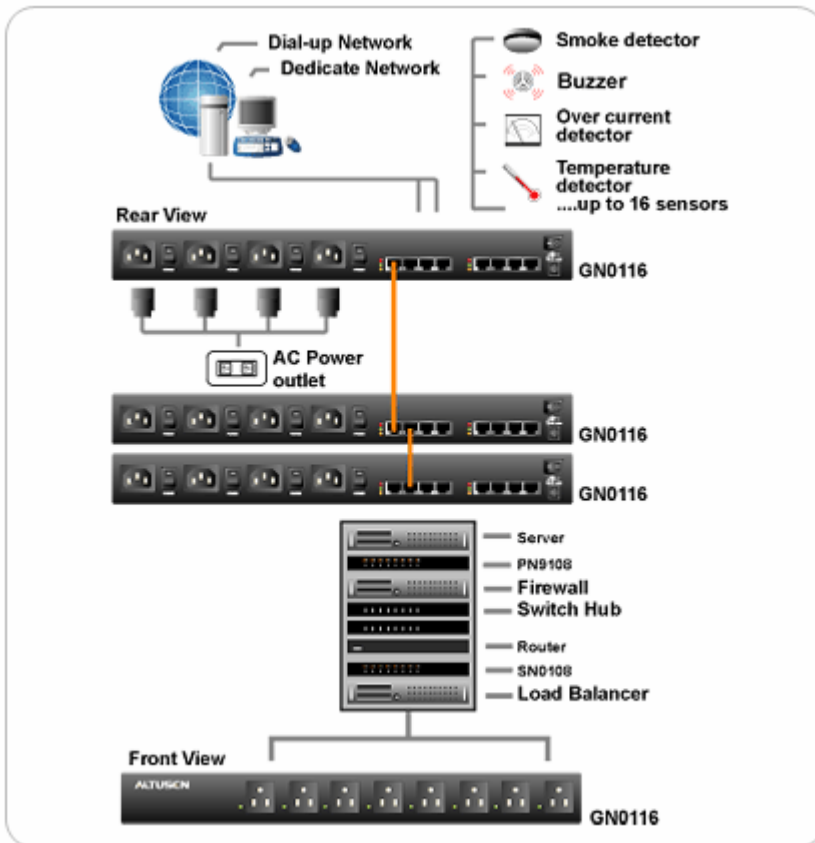 Dial-up Network
Dedicate Network
Smoke detector
Buzzer
Over current
detector
Temperature
detector
....up to 16 sensors
Rear View
GN0116
AC Power
outlet
GN0116
GN0116
Server
PN9108
Firewall
Switch Hub
Router
SN0108
Load Balancer
Front View
ALTUSEN
GN0116